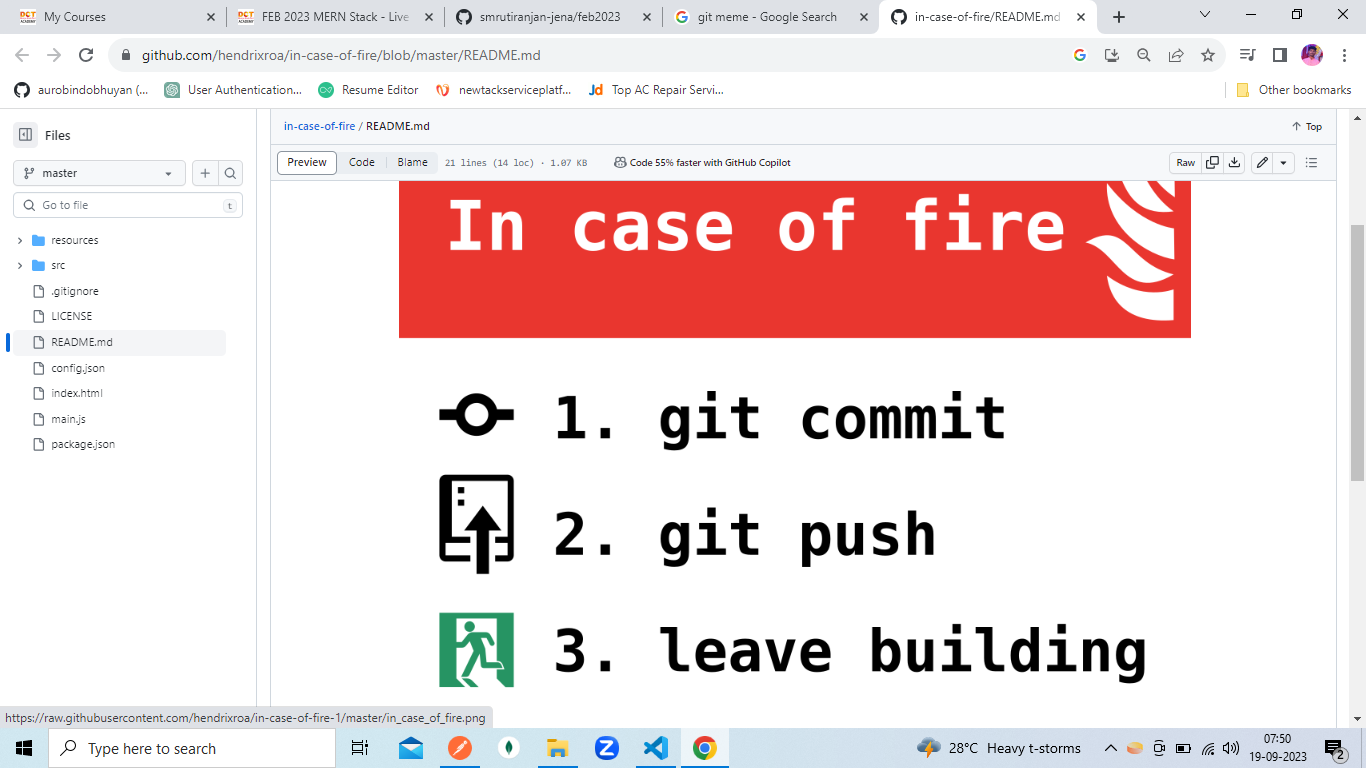 My Courses
FEB 2023 MERN Stack - Live
smrutiranjan-jena/feb2023
git meme - Google Search
in-case-of-fire/README.md
github.com/hendrixroa/in-case-of-fire/blob/master/README.md
aurobindobhuyan (...
User Authentication...
Resume Editor
newtackserviceplatf...
Top AC Repair Servi...
Other bookmarks
Files
in-case-of-fire / README.md
Top
master
Preview Code Blame 21 lines (14 loc) · 1.07 KB Code 55% faster with GitHub Copilot Raw
Go to file t
resources
src
.gitignore
LICENSE
README.md
config.json
index.html
main.js
package.json
In case of fire
1. git commit
2. git push
3. leave building
https://raw.githubusercontent.com/hendrixroa/in-case-of-fire-1/master/in_case_of_fire.png
Type here to search
28°C Heavy t-storms
07:50
19-09-2023
2